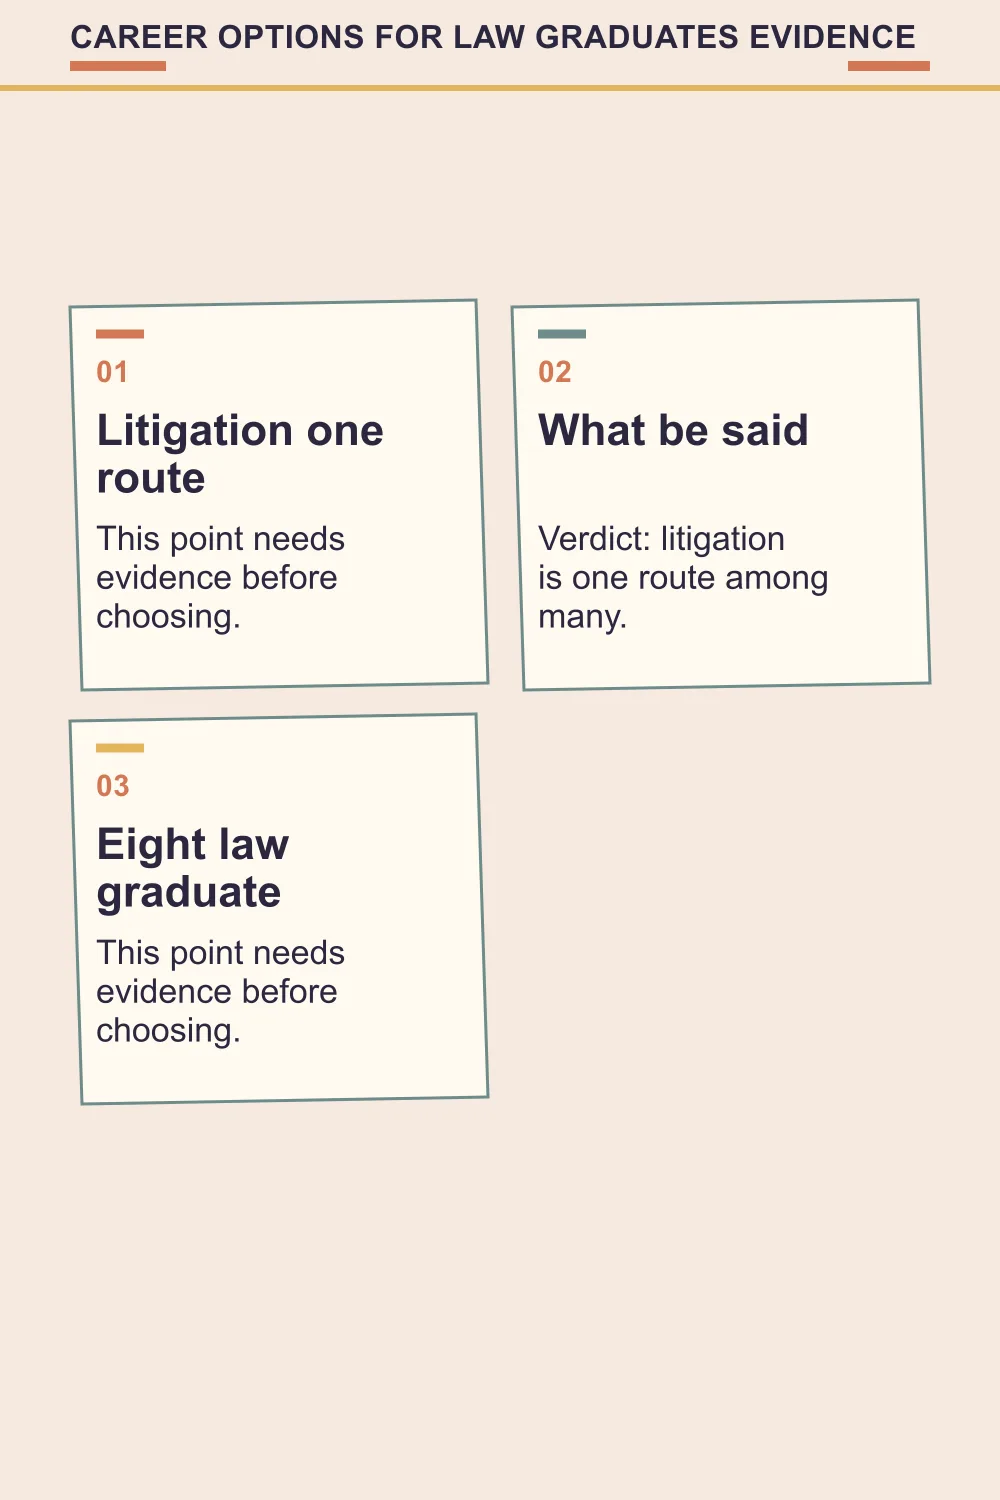 CAREER OPTIONS FOR LAW GRADUATES EVIDENCE
01
Litigation one
route
This point needs
evidence before
choosing.
02
What be said
Verdict: litigation
is one route among
many.
03
Eight law
graduate
This point needs
evidence before
choosing.